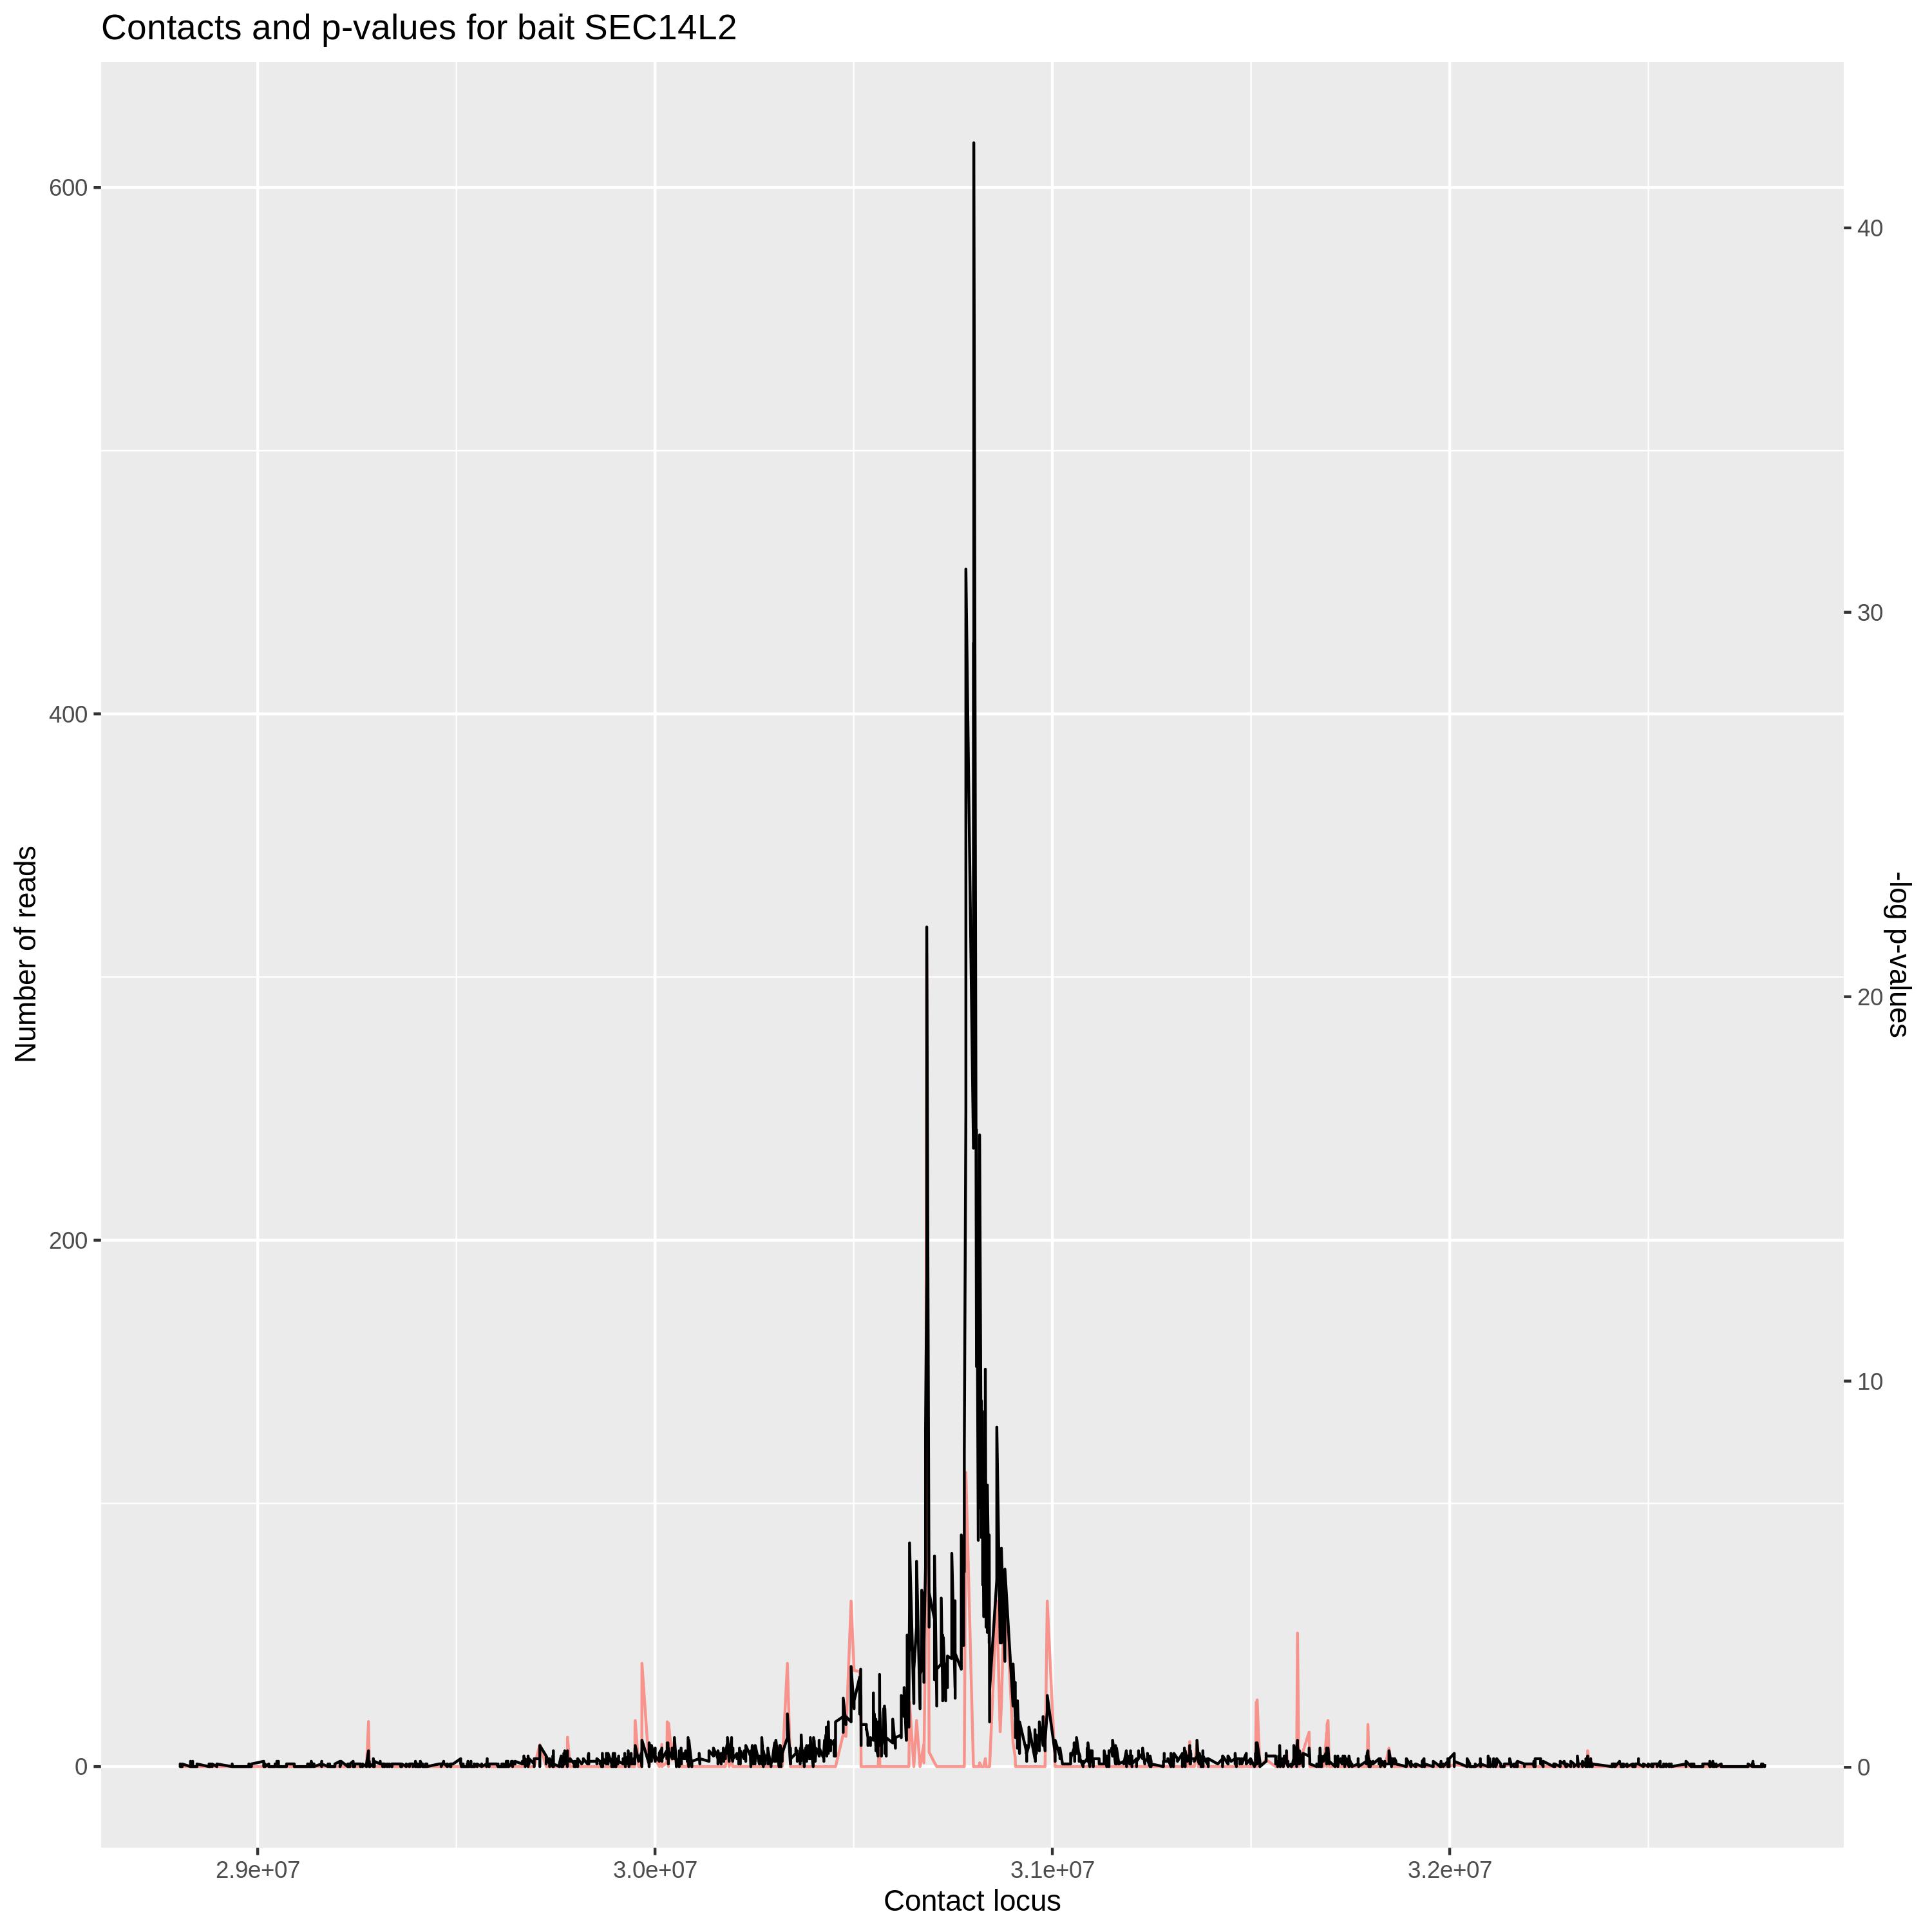 Contacts and p-values for bait SEC14L2
600
400
200
0
Number of reads
40
30
20
10
0
-log p-values
2.9e+07
3.0e+07
3.1e+07
3.2e+07
Contact locus